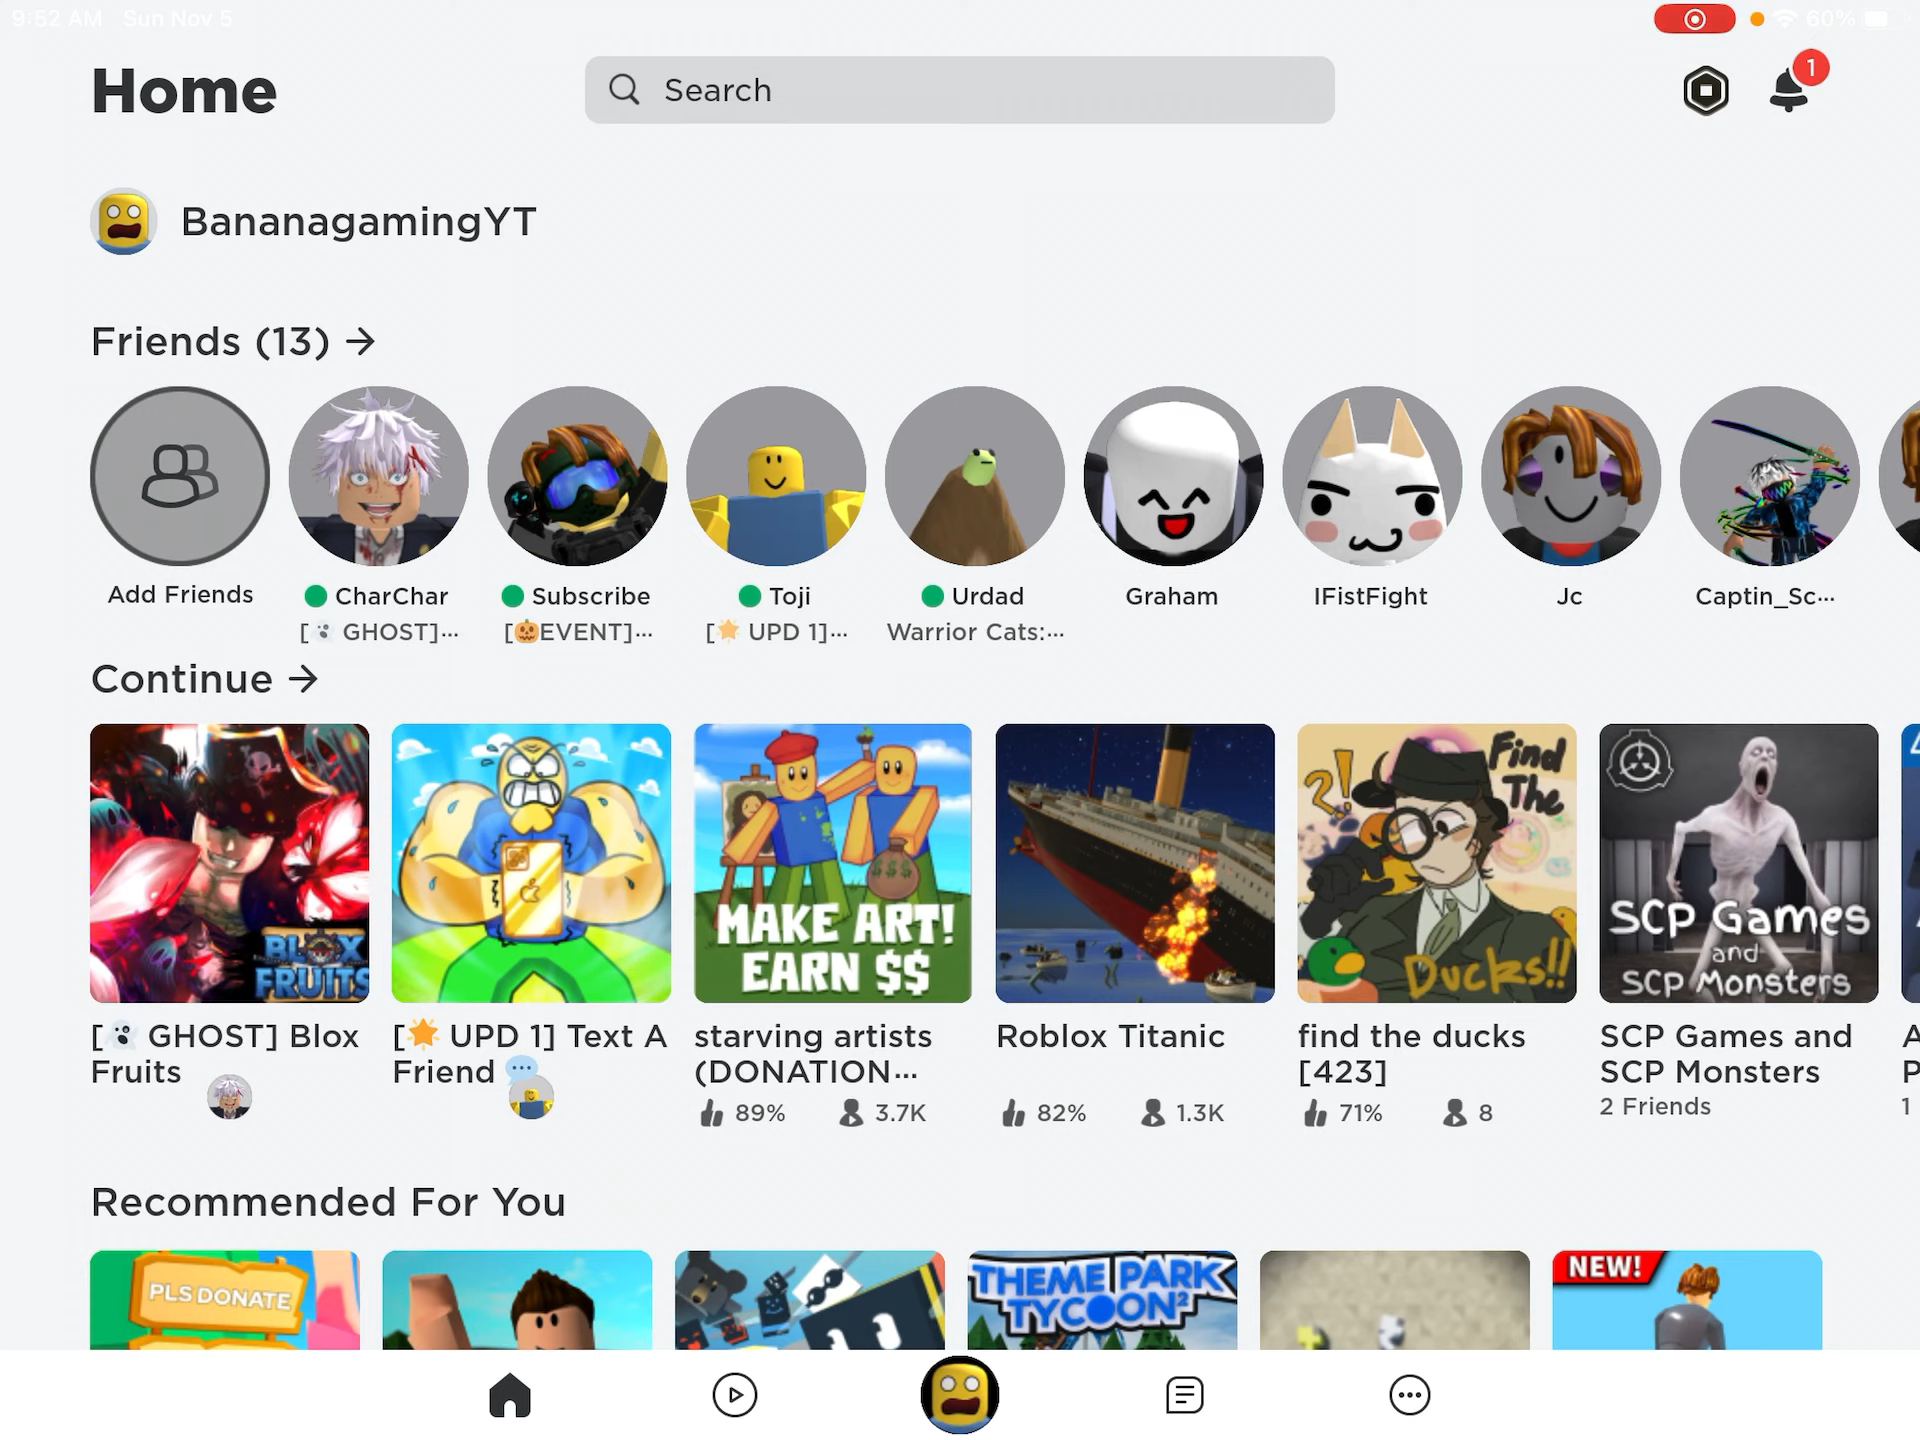 9:52 AM Sun Nov 5
60%
Home
Search
1
BananagamingYT
Friends (13) →
Add Friends
CharChar
[👻 GHOST]...
Subscribe
[🎃EVENT]...
Toji
[🌟 UPD 1]...
Urdad
Warrior Cats:...
Graham
IFistFight
Jc
Captin_Sc...
Continue →
BLOX
FRUITS
MAKE ART!
EARN $$
?!
Find
The
Ducks!!
SCP Games
and
SCP Monsters
[👻 GHOST] Blox
Fruits
[🌟 UPD 1] Text A
Friend 💬
starving artists
(DONATION...
89% 3.7K
Roblox Titanic
82% 1.3K
find the ducks
[423]
71% 8
SCP Games and
SCP Monsters
2 Friends
A
P
1
Recommended For You
PLS DONATE
THEME PARK
TYCOON²
NEW!